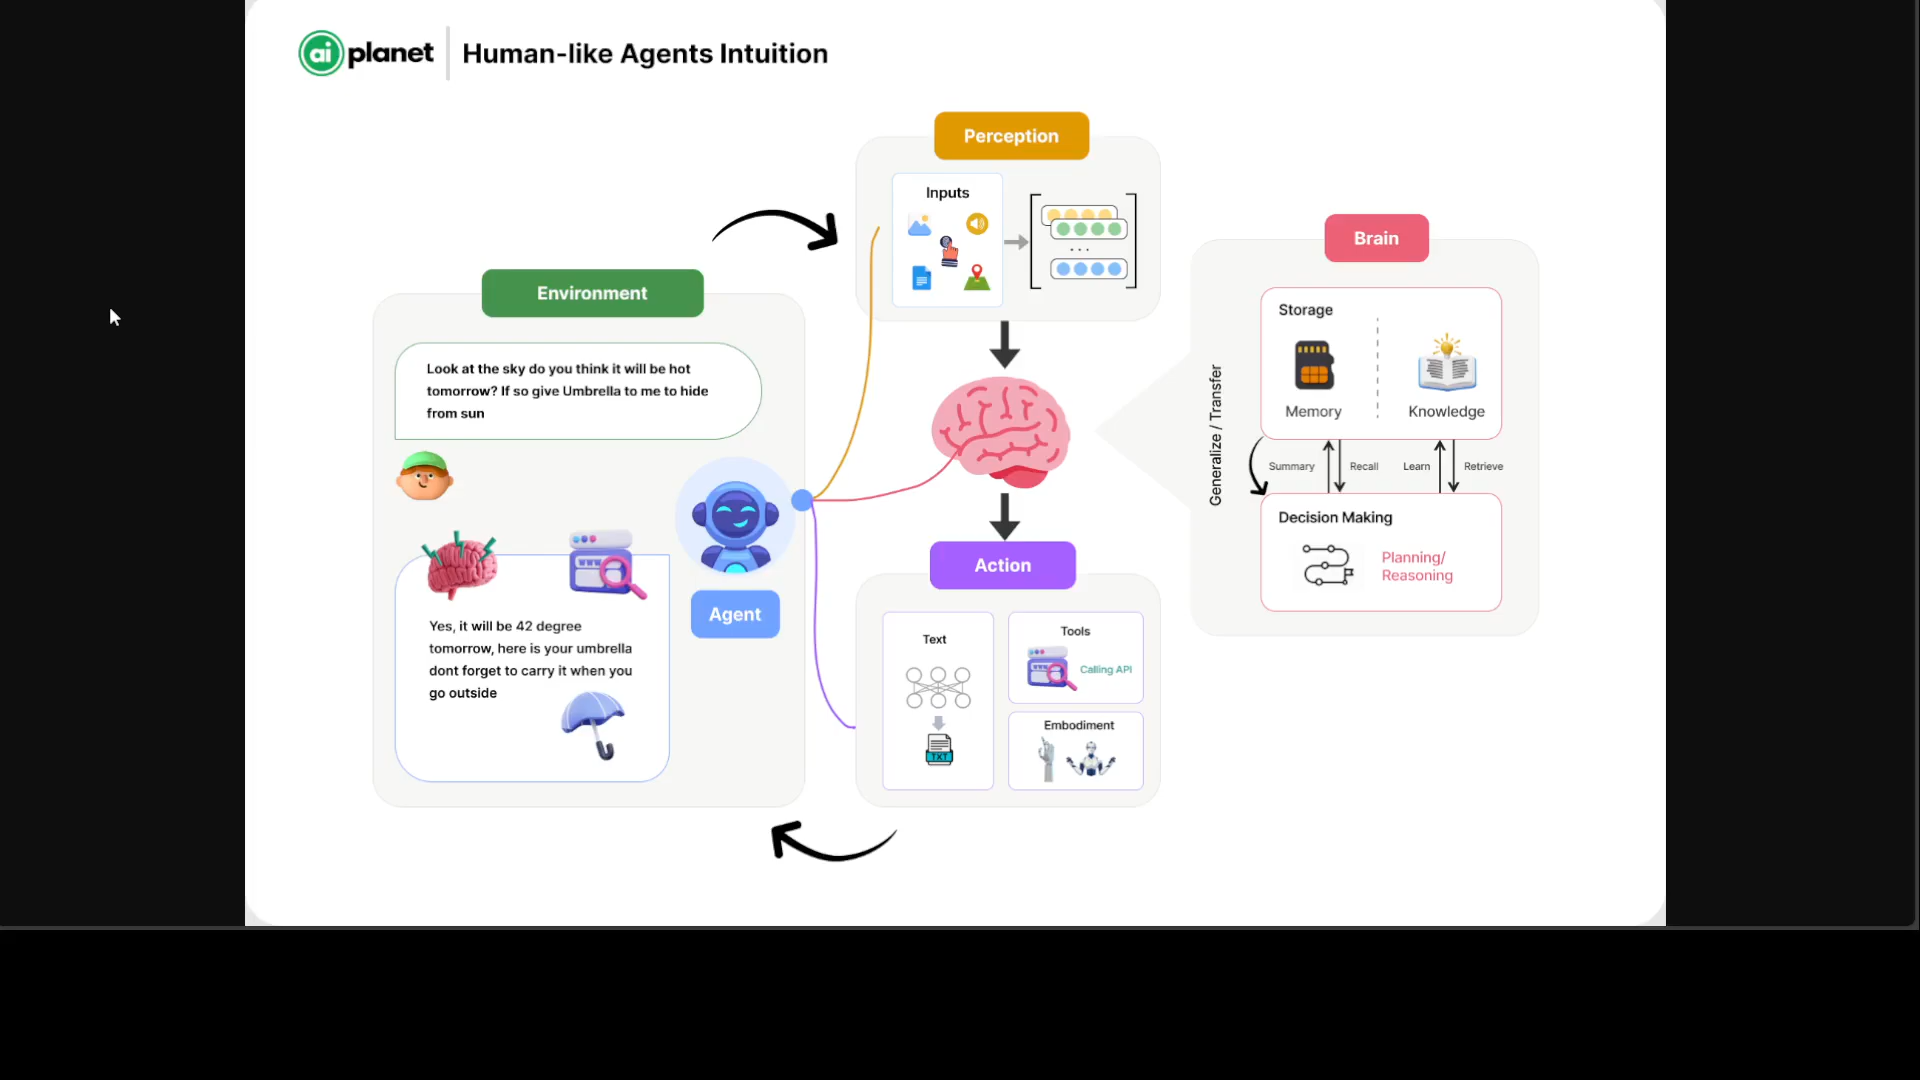 ai planet
Human-like Agents Intuition
Perception
Inputs
...
Environment
Look at the sky do you think it will be hot
tomorrow? If so give Umbrella to me to hide
from sun
WWW
Yes, it will be 42 degree
tomorrow, here is your umbrella
dont forget to carry it when you
go outside
Agent
Action
Text
TXT
Tools
Calling API
Embodiment
Brain
Generalize / Transfer
Storage
Memory
Knowledge
Summary
Recall
Learn
Retrieve
Decision Making
Planning/
Reasoning